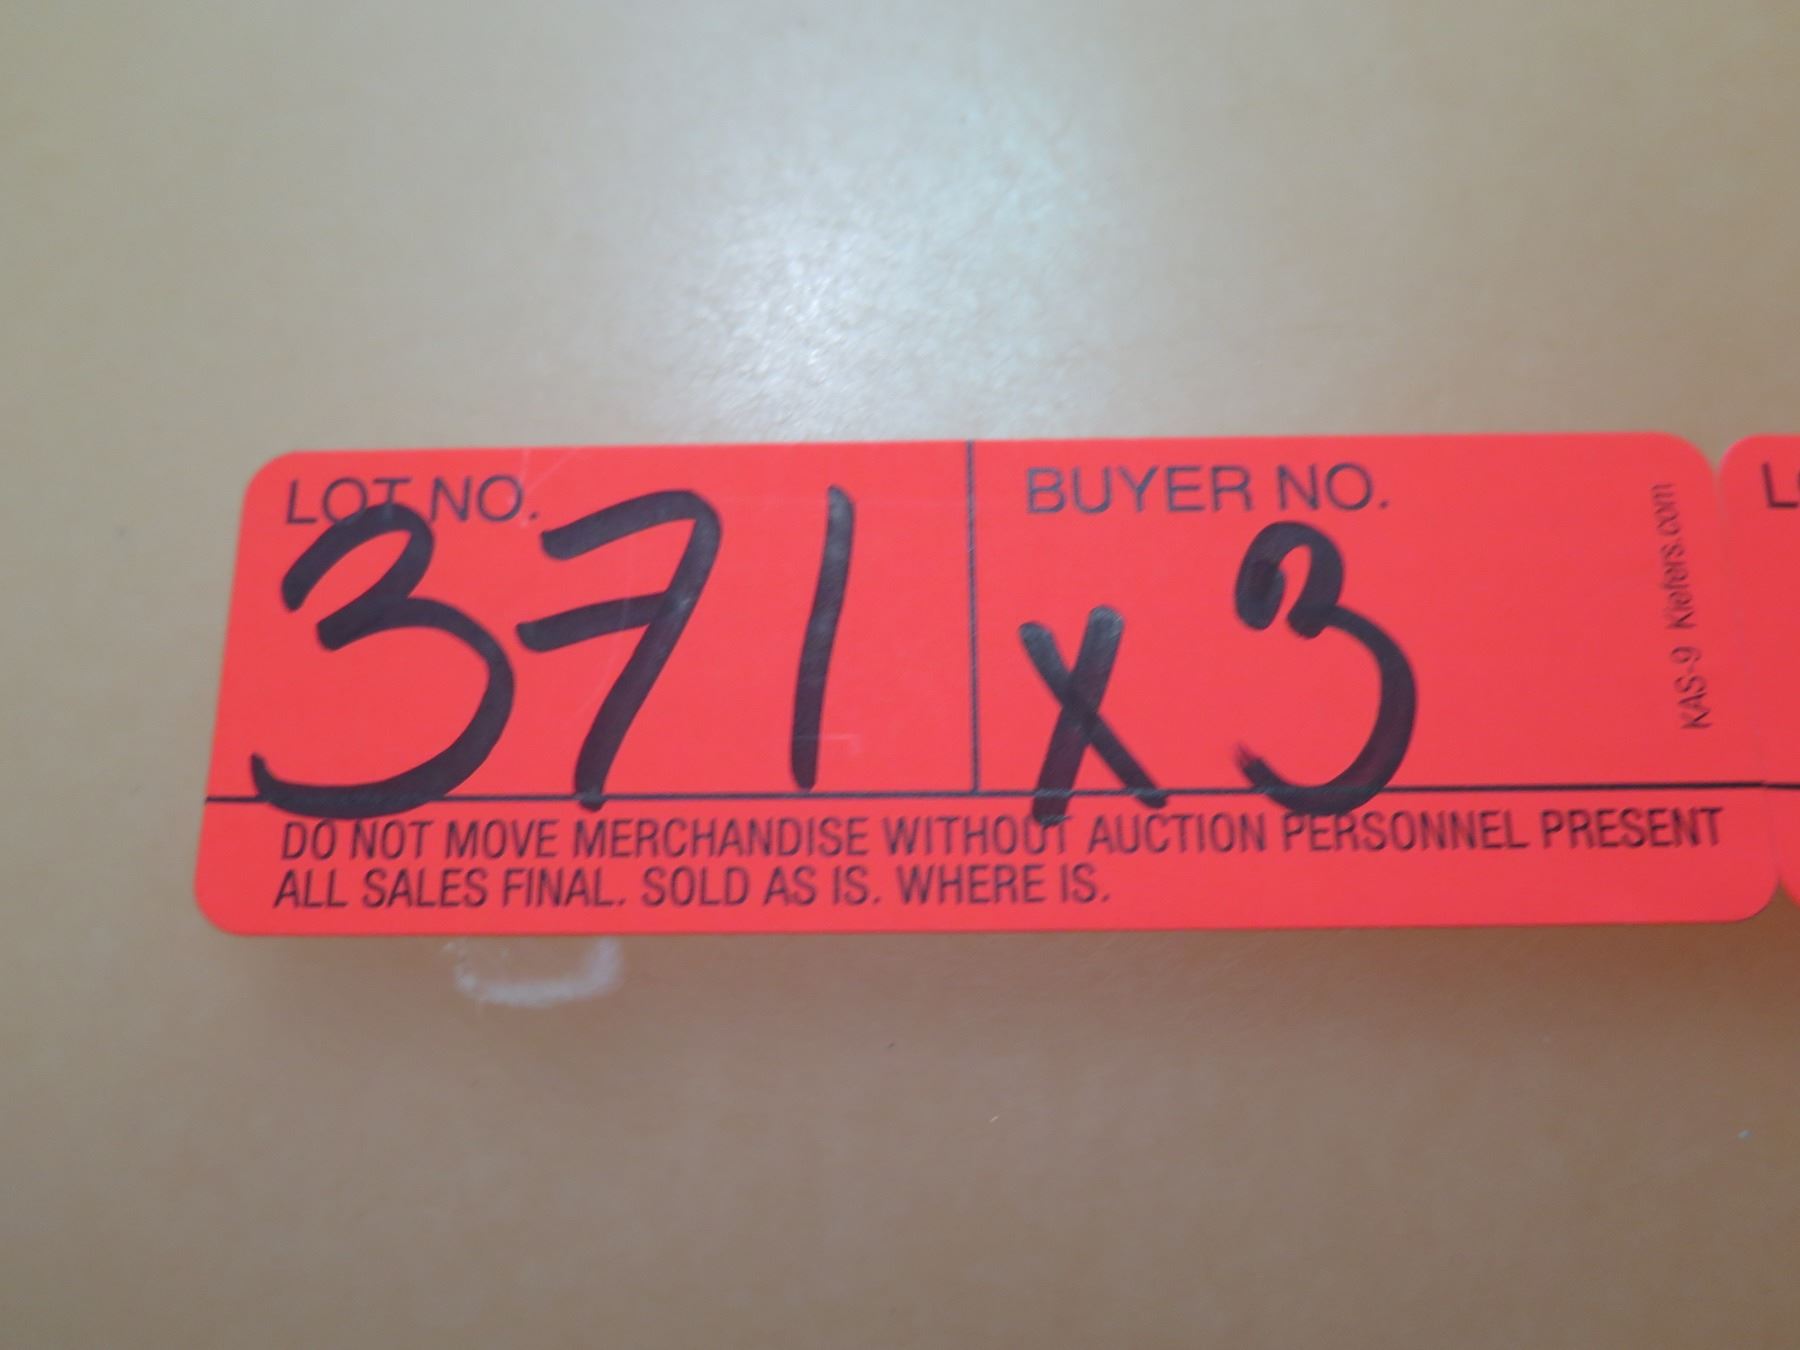 LOT NO.
371
BUYER NO.
x3
KAS-9 Kiefers.com
DO NOT MOVE MERCHANDISE WITHOUT AUCTION PERSONNEL PRESENT
ALL SALES FINAL. SOLD AS IS. WHERE IS.